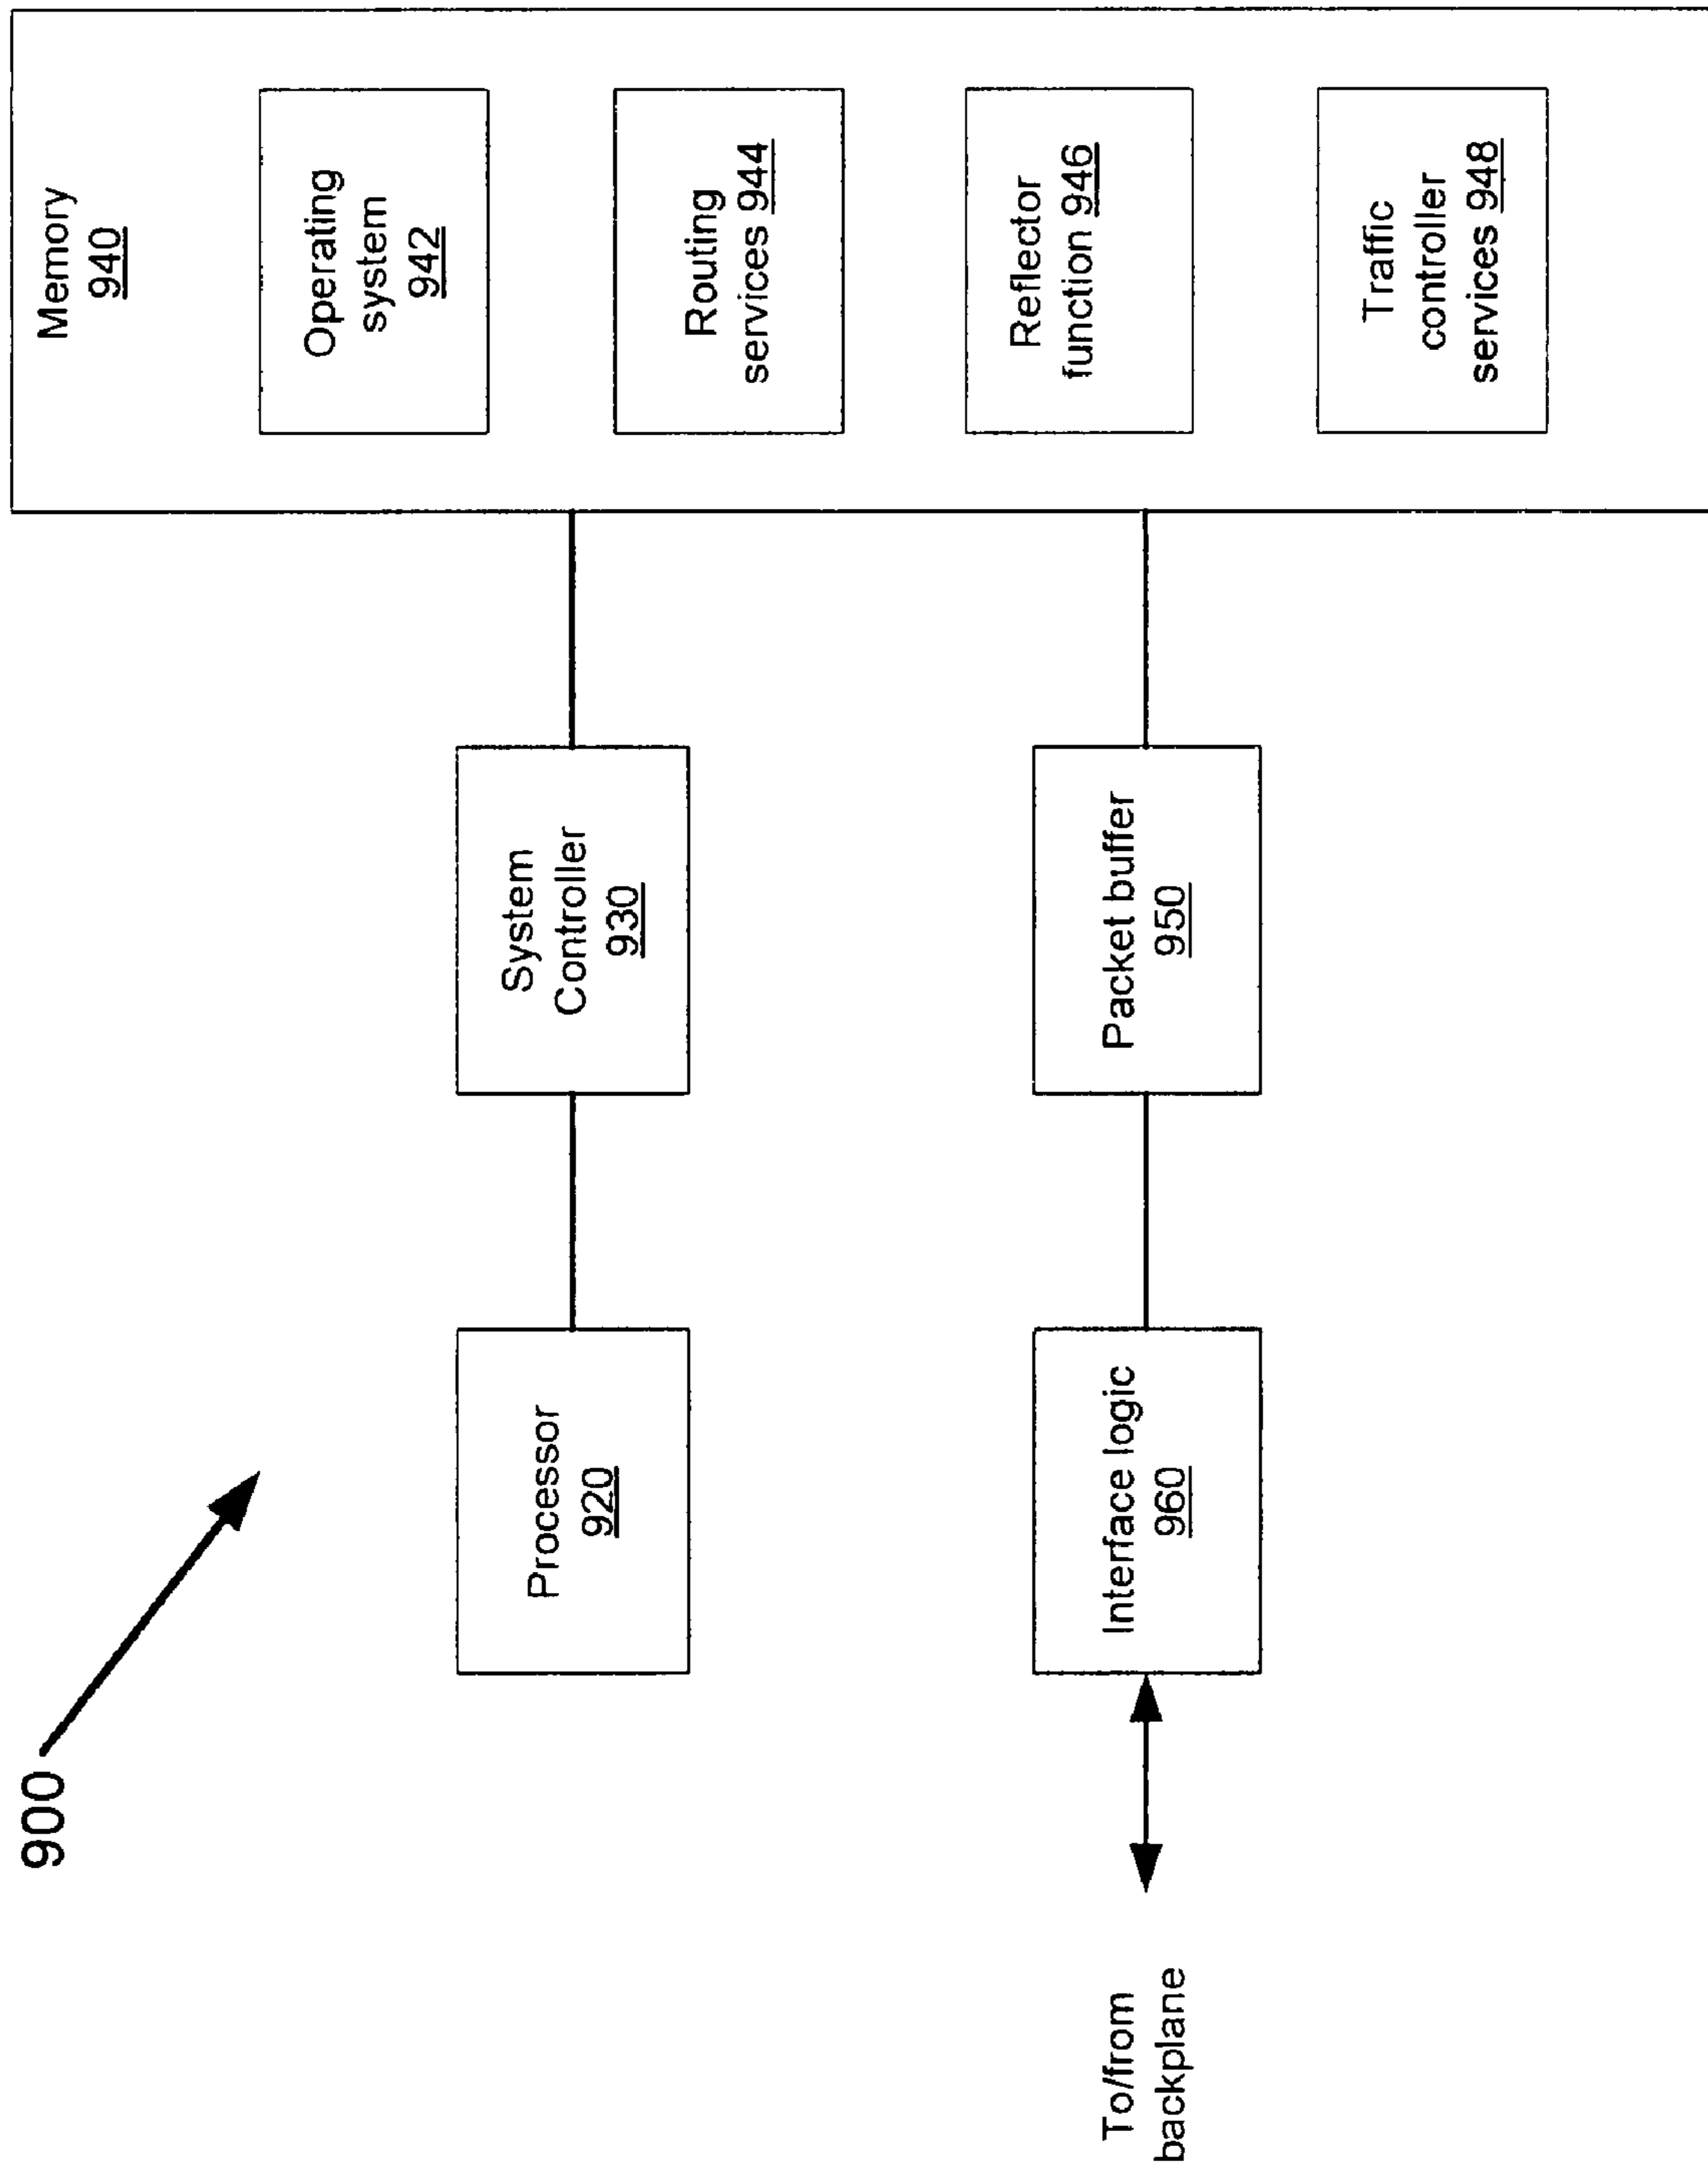 900
Memory
940
Operating
system
942
Routing
services 944
Reflector
function 946
Traffic
controller
services 948
System
Controller
930
Processor
920
Packet buffer
950
Interface logic
960
To/from
backplane